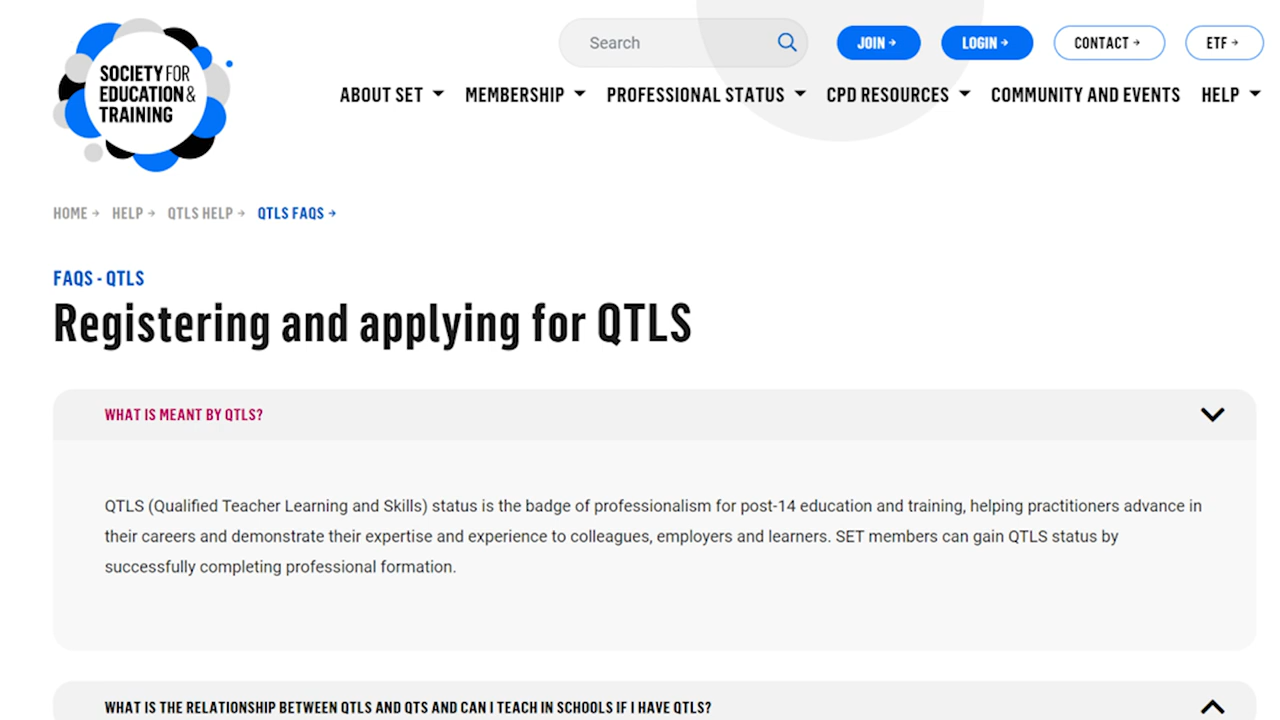 SOCIETY FOR
EDUCATION &
TRAINING
Search
JOIN
LOGIN
CONTACT
ETF
ABOUT SET
MEMBERSHIP
PROFESSIONAL STATUS
CPD RESOURCES
COMMUNITY AND EVENTS
HELP
HOME HELP QTLS HELP QTLS FAQS
FAQS - QTLS
Registering and applying for QTLS
WHAT IS MEANT BY QTLS?
QTLS (Qualified Teacher Learning and Skills) status is the badge of professionalism for post-14 education and training, helping practitioners advance in
their careers and demonstrate their expertise and experience to colleagues, employers and learners. SET members can gain QTLS status by
successfully completing professional formation.
WHAT IS THE RELATIONSHIP BETWEEN QTLS AND QTS AND CAN I TEACH IN SCHOOLS IF I HAVE QTLS?